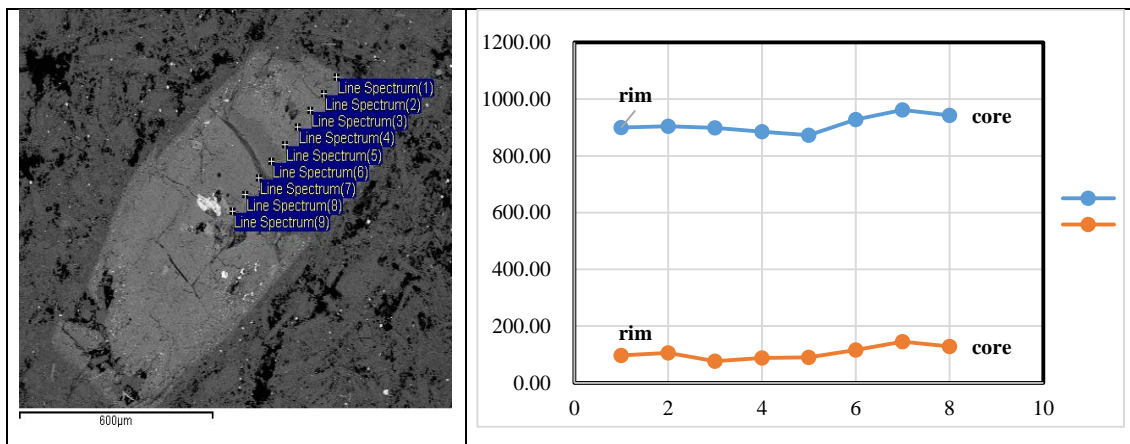 Line Spectrum(1)
Line Spectrum(2)
Line Spectrum(3)
Line Spectrum(4)
Line Spectrum(5)
Line Spectrum(6)
Line Spectrum(7)
Line Spectrum(8)
Line Spectrum(9)
600µm
1200.00
1000.00
800.00
600.00
400.00
200.00
0.00
rim
core
rim
core
0 2 4 6 8 10